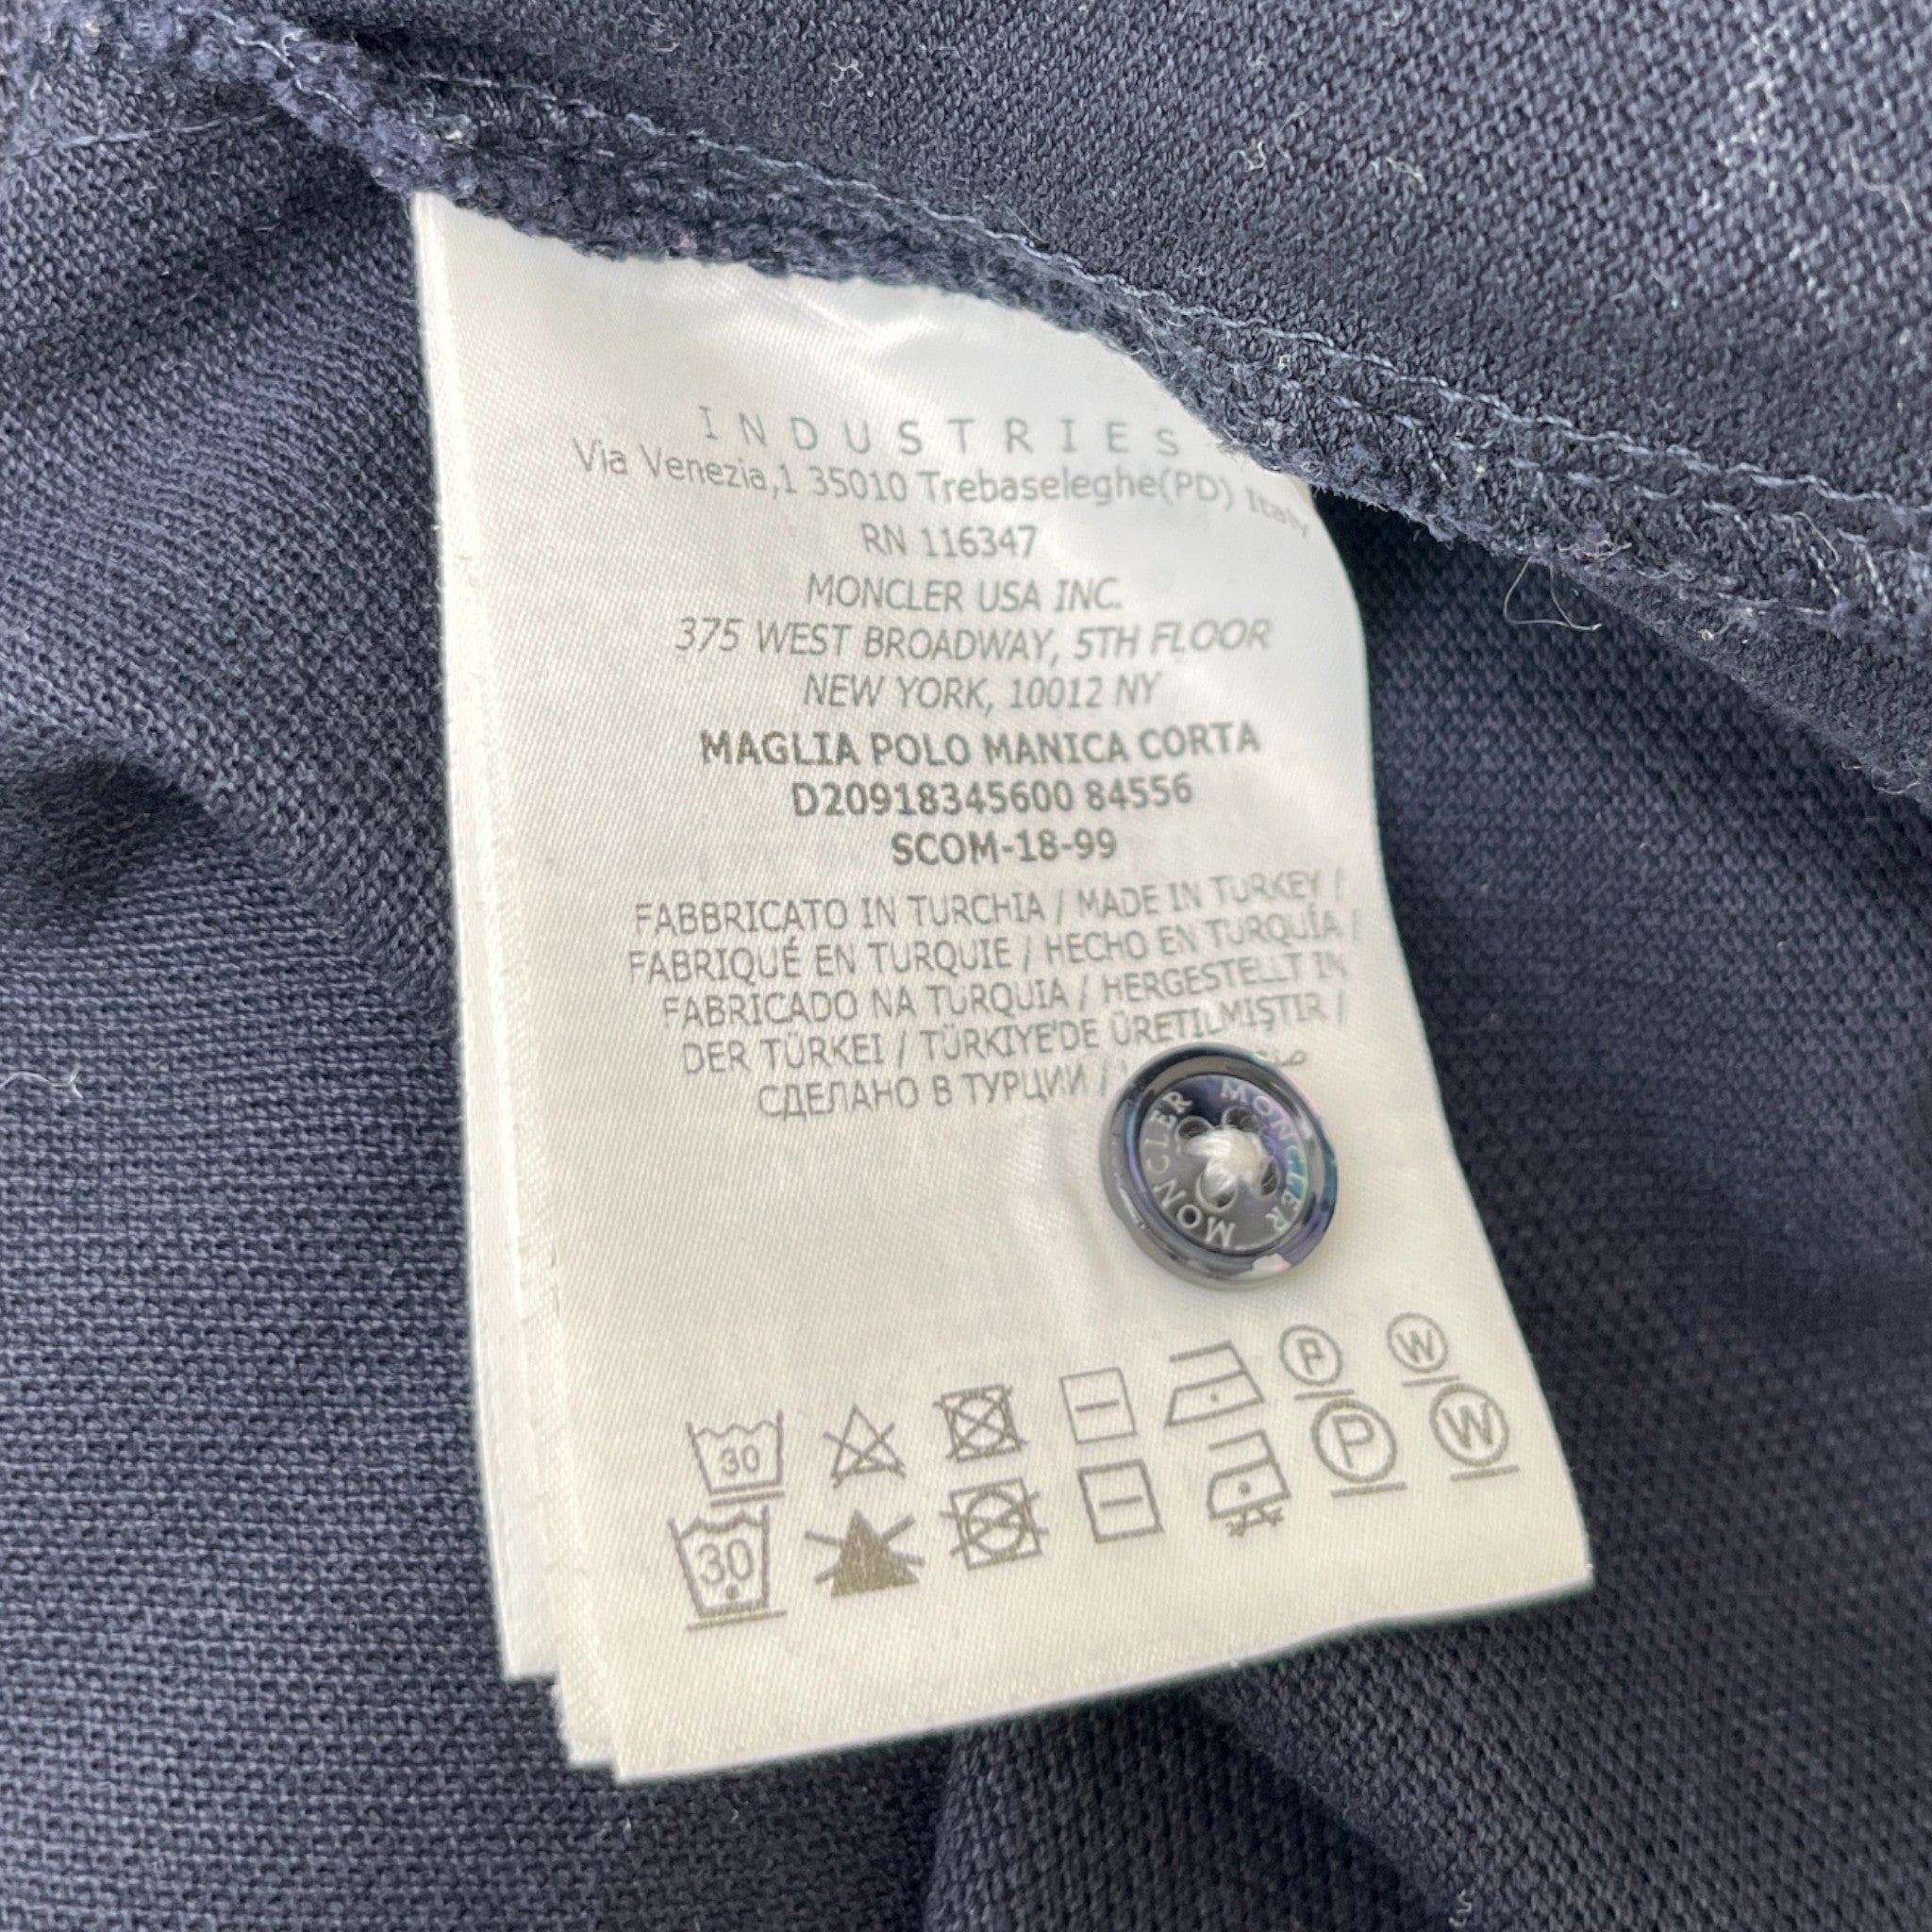 INDUSTRIES
Via Venezia,1 35010 Trebaseleghe(PD) Italy
RN 116347
MONCLER USA INC.
375 WEST BROADWAY, 5TH FLOOR
NEW YORK, 10012 NY
MAGLIA POLO MANICA CORTA
D20918345600 84556
SCOM-18-99
FABBRICATO IN TURCHIA / MADE IN TURKEY /
FABRIQUÉ EN TURQUIE / HECHO EN TURQUÍA /
FABRICADO NA TURQUIA / HERGESTELLT IN
DER TÜRKEI / TÜRKIYE'DE ÜRETILMIŞTIR /
СДЕЛАНО В ТУРЦИИ /
MONCLER MONCLER
30 P W
30 P W